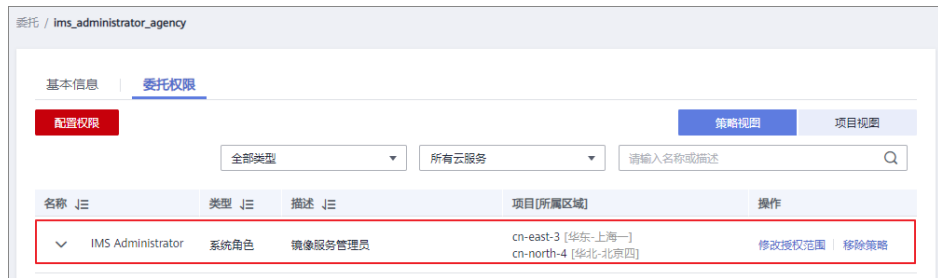 委托 / ims_administrator_agency
基本信息 委托权限
配置权限 策略视图 项目视图
全部类型 所有云服务 请输入名称或描述
名称 类型 描述 项目[所属区域] 操作
IMS Administrator 系统角色 镜像服务管理员 cn-east-3 [华东-上海一] 修改授权范围 移除策略
cn-north-4 [华北-北京四]